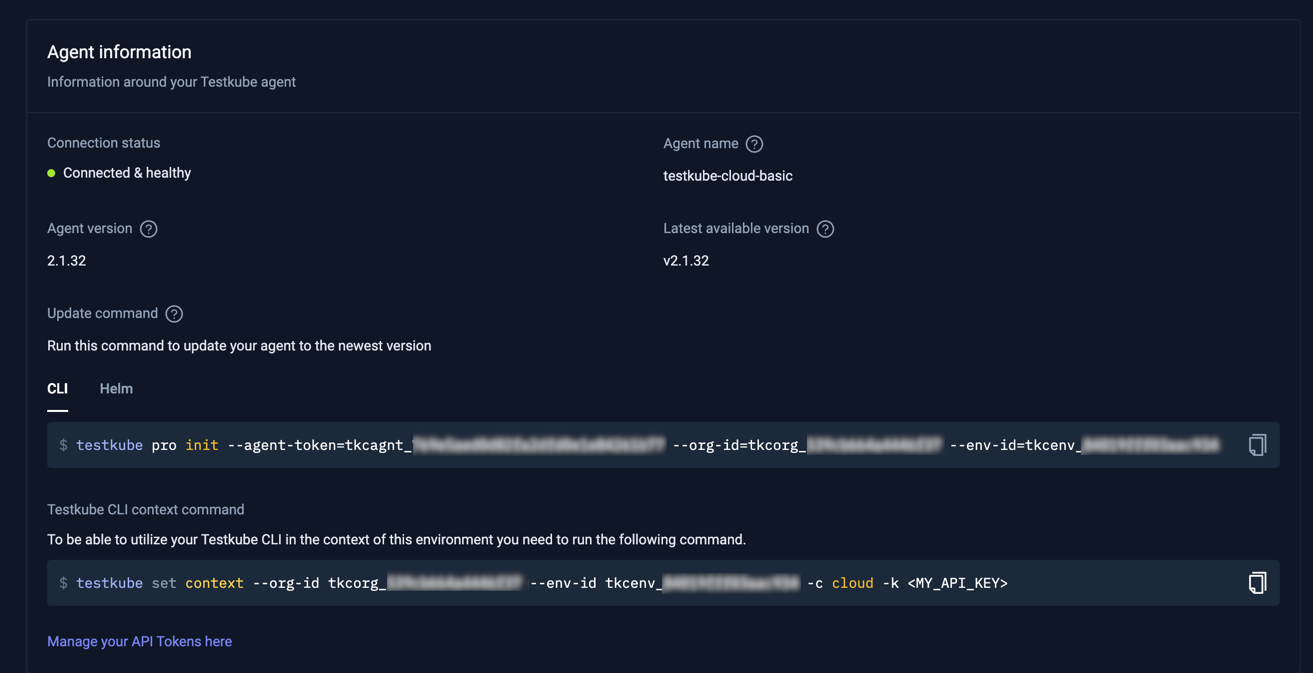 Agent information
Information around your Testkube agent
Connection status
Connected & healthy
Agent name ?
testkube-cloud-basic
Agent version ?
2.1.32
Latest available version ?
v2.1.32
Update command ?
Run this command to update your agent to the newest version
CLI Helm
$ testkube pro init --agent-token=tkcagnt_ --org-id=tkcorg_ --env-id=tkcenv_
Testkube CLI context command
To be able to utilize your Testkube CLI in the context of this environment you need to run the following command.
$ testkube set context --org-id tkcorg_ --env-id tkcenv_ -c cloud -k <MY_API_KEY>
Manage your API Tokens here